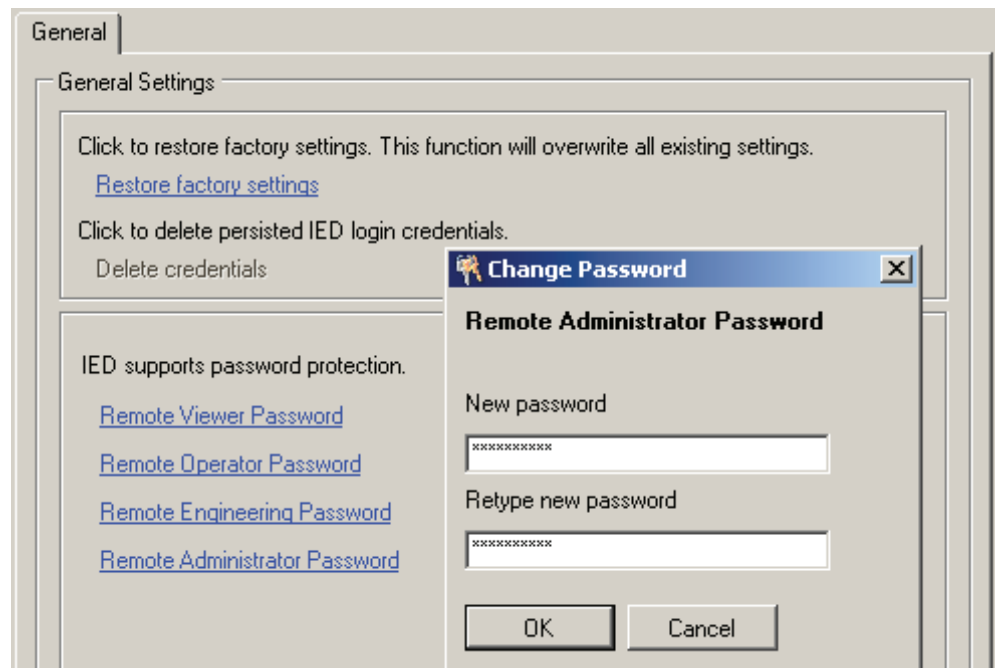 General
General Settings
Click to restore factory settings. This function will overwrite all existing settings.
Restore factory settings
Click to delete persisted IED login credentials.
Delete credentials
Change Password
Remote Administrator Password
IED supports password protection.
Remote Viewer Password
Remote Operator Password
Remote Engineering Password
Remote Administrator Password
New password
**********
Retype new password
**********
OK
Cancel